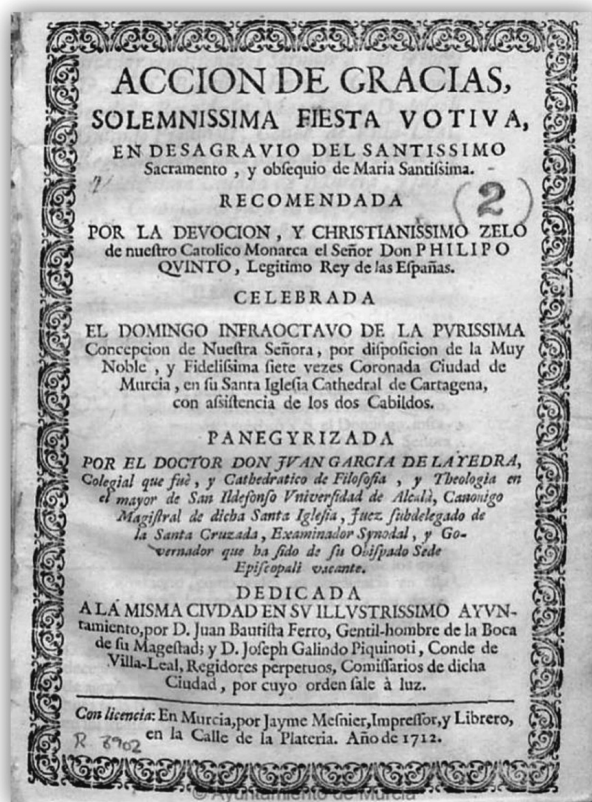 ACCION DE GRACIAS,
SOLEMNISSIMA FIESTA VOTIVA,
EN DESAGRAVIO DEL SANTISSIMO
Sacramento, y obſequio de Maria Santiſsima.
RECOMENDADA
(2)
POR LA DEVOCION, Y CHRISTIANISSIMO ZELO
de nueſtro Catolico Monarca el Señor Don PHILIPO
QVINTO, Legitimo Rey de las Eſpañas.
CELEBRADA
EL DOMINGO INFRAOCTAVO DE LA PVRISSIMA
Concepcion de Nueſtra Señora, por diſpoſicion de la Muy
Noble, y Fideliſsima ſiete vezes Coronada Ciudad de
Murcia, en ſu Santa Igleſia Cathedral de Cartagena,
con aſsiſtencia de los dos Cabildos.
PANEGYRIZADA
POR EL DOCTOR DON JVAN GARCIA DE LA YEDRA,
Colegial que fuè, y Cathedratico de Filoſofia, y Theologia en
el mayor de San Ildefonſo Vniverſidad de Alcalà, Canonigo
Magiſtral de dicha Santa Igleſia, Juez ſubdelegado de
la Santa Cruzada, Examinador Synodal, y Go-
vernador que ha ſido de ſu Obiſpado Sede
Epiſcopali vacante.
DEDICADA
A LA MISMA CIVDAD EN SV ILLVSTRISSIMO AYVN-
tamiento, por D. Juan Bautiſta Ferro, Gentil-hombre de la Boca
de ſu Mageſtad; y D. Joſeph Galindo Piquinoti, Conde de
Villa-Leal, Regidores perpetuos, Comiſſarios de dicha
Ciudad, por cuyo orden ſale à luz.
Con licencia: En Murcia, por Jayme Meſnier, Impreſſor, y Librero,
en la Calle de la Plateria. Año de 1712.
R 8902
© Ayuntamiento de Murcia